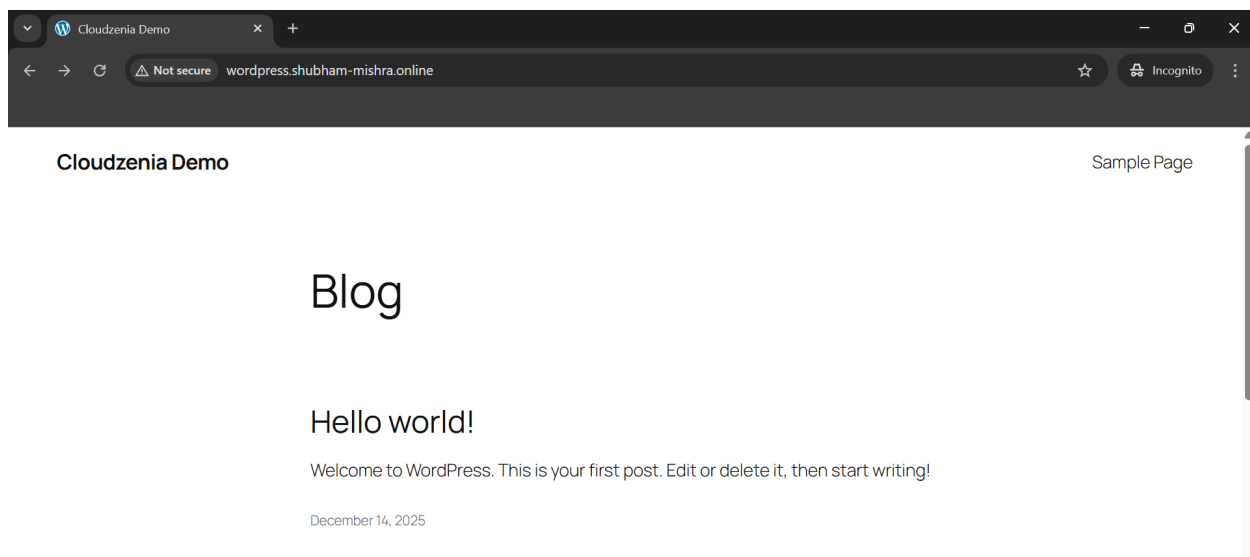 Cloudzenia Demo
Not secure wordpress.shubham-mishra.online Incognito
Cloudzenia Demo Sample Page
Blog
Hello world!
Welcome to WordPress. This is your first post. Edit or delete it, then start writing!
December 14, 2025